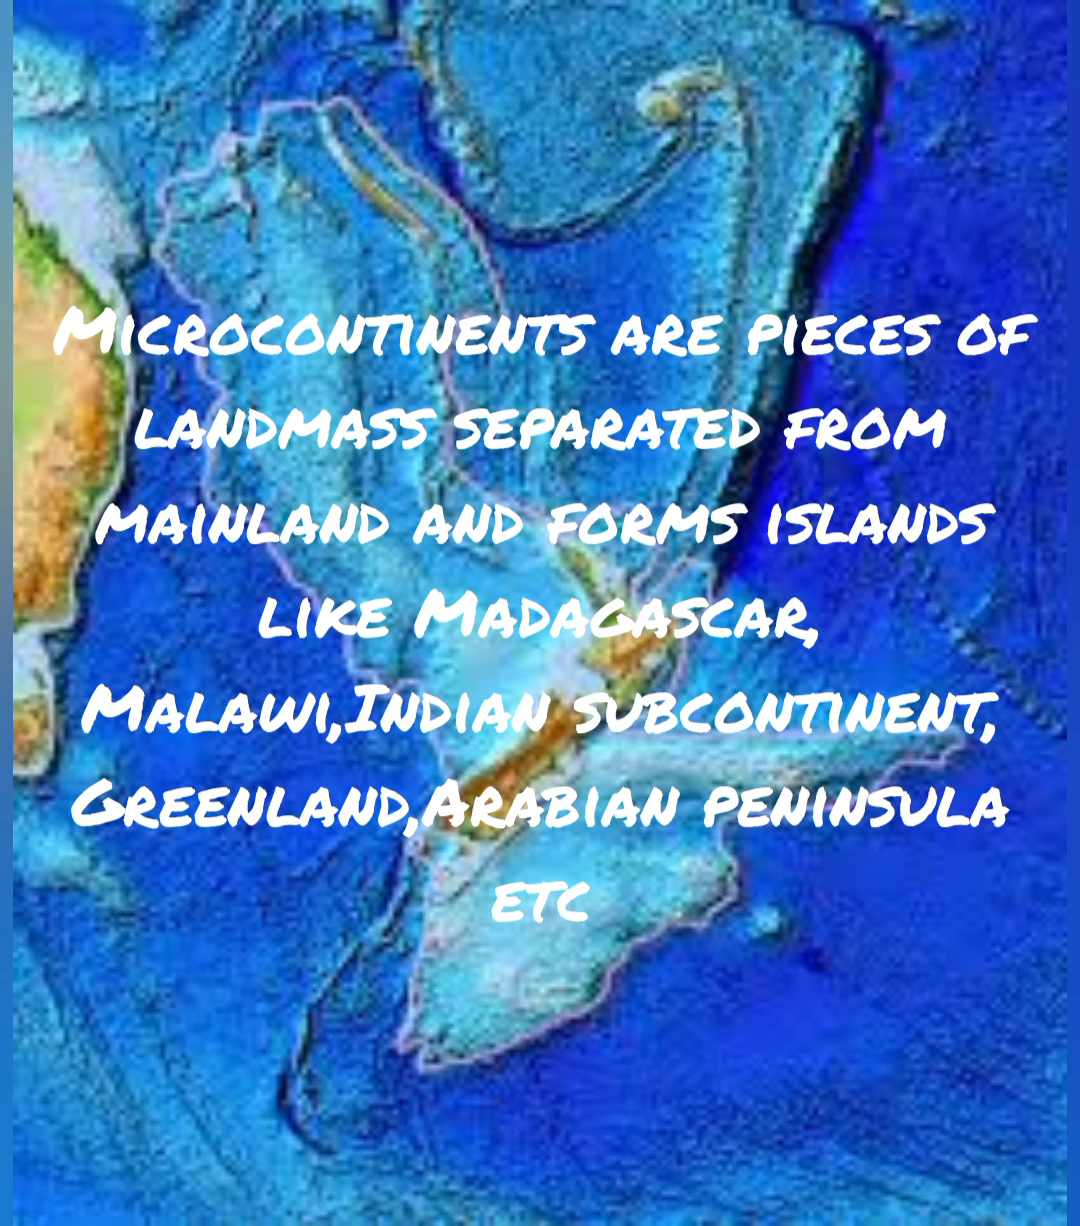 Microcontinents are pieces of
landmass separated from
mainland and forms islands
like Madagascar,
Malawi,Indian subcontinent,
Greenland,Arabian peninsula
etc